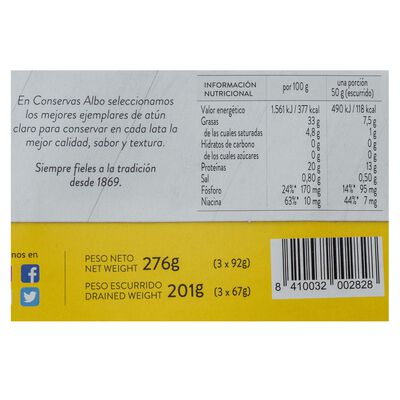 En Conservas Albo seleccionamos
los mejores ejemplares de atún
claro para conservar en cada lata la
mejor calidad, sabor y textura.
Siempre fieles a la tradición
desde 1869.
INFORMACIÓN NUTRICIONAL por 100 g una porción 50 g (escurrido)
Valor energético 1.561 kJ / 377 kcal 490 kJ / 118 kcal
Grasas 33 g 7,5 g
de las cuales saturadas 4,8 g 1 g
Hidratos de carbono 0 g 0 g
de los cuales azúcares 0 g 0 g
Proteínas 20 g 13 g
Sal 0,50 g 0,50 g
Fósforo 24%* 170 mg 14%* 95 mg
Niacina 63%* 10 mg 44%* 7 mg
nos en
PESO NETO
NET WEIGHT 276g (3 x 92g)
PESO ESCURRIDO
DRAINED WEIGHT 201g (3 x 67g)
8 410032 002828